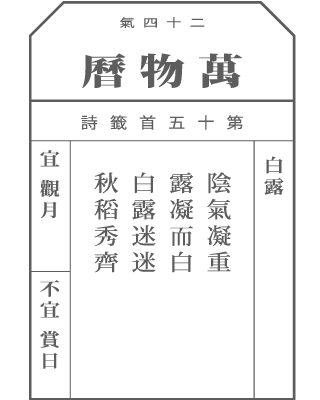 二十四氣
萬物曆
第十五首籤詩
白露
陰氣凝重
露凝而白
白露迷迷
秋稻秀齊
宜 觀月
不宜 賞日